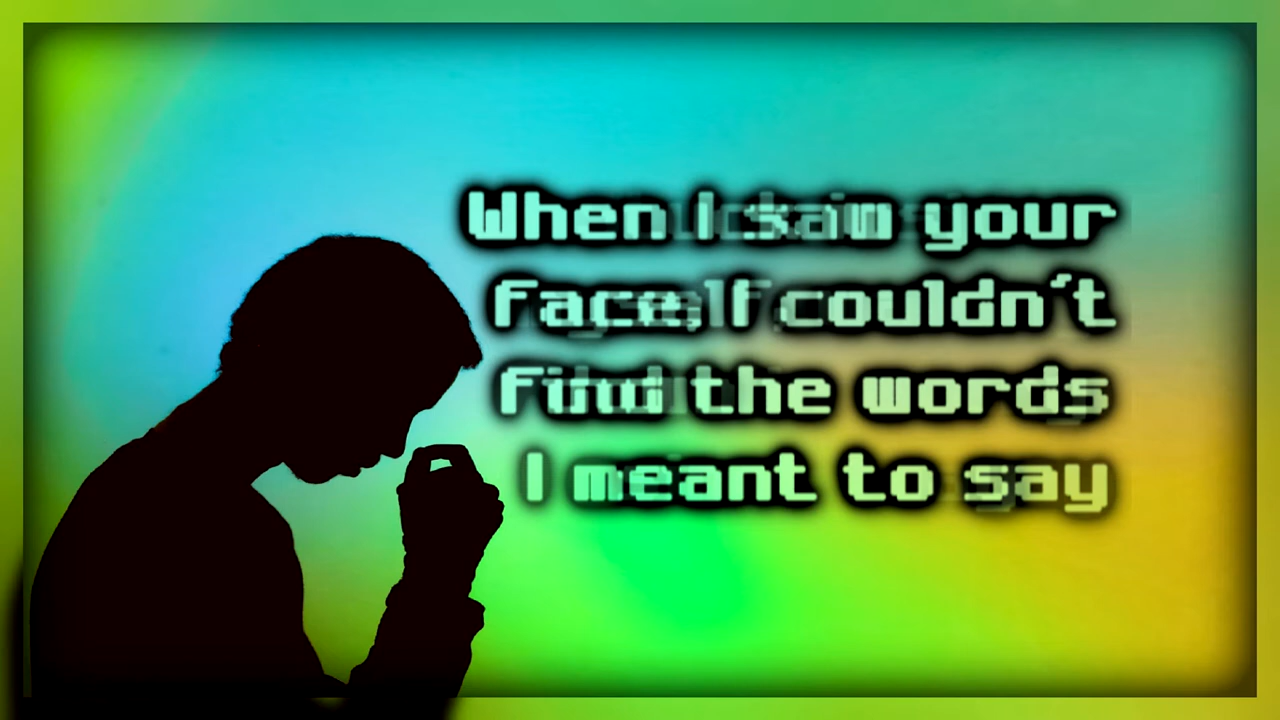 When I saw your
face, I couldn't
find the words
I meant to say